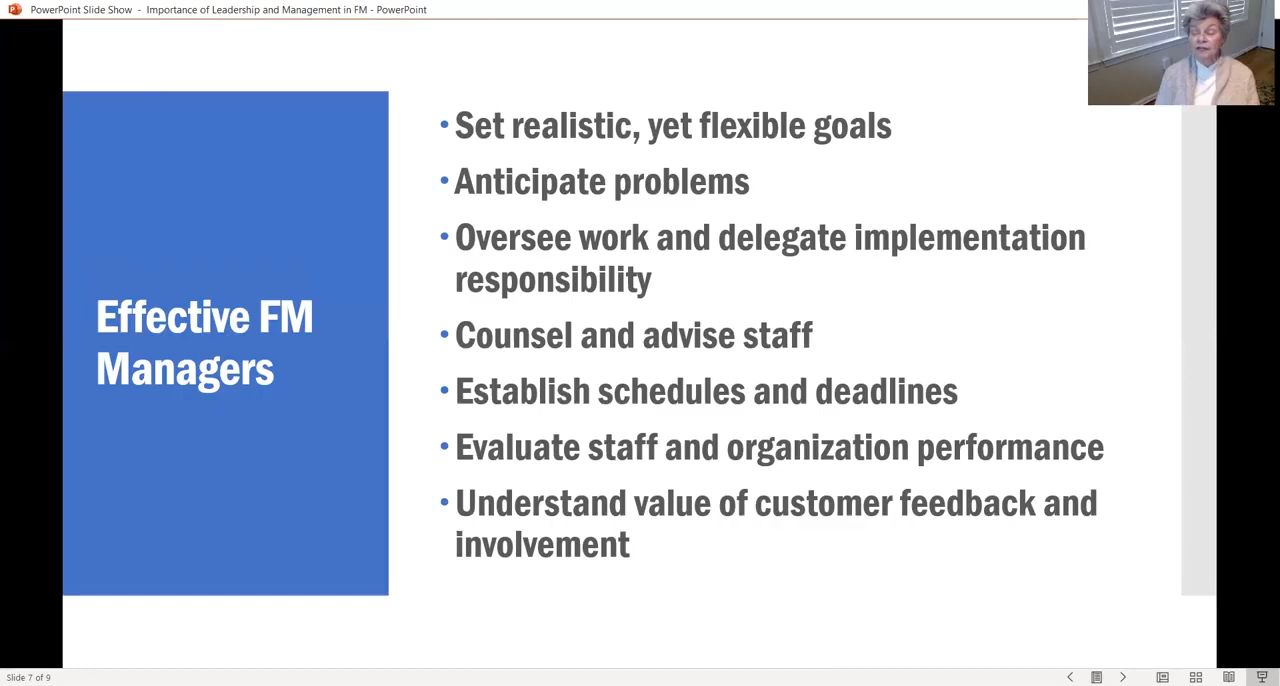 PowerPoint Slide Show - Importance of Leadership and Management in FM - PowerPoint
Effective FM
Managers
• Set realistic, yet flexible goals
• Anticipate problems
• Oversee work and delegate implementation
responsibility
• Counsel and advise staff
• Establish schedules and deadlines
• Evaluate staff and organization performance
• Understand value of customer feedback and
involvement
Slide 7 of 9